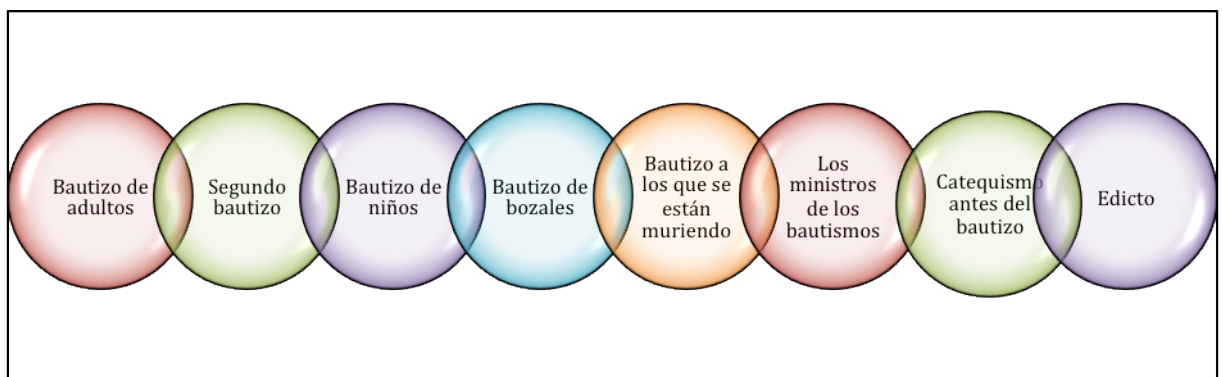 Bautizo de
adultos
Segundo
bautizo
Bautizo de
niños
Bautizo de
bozales
Bautizo a
los que se
están
muriendo
Los
ministros
de los
bautismos
Catequismo
antes del
bautizo
Edicto